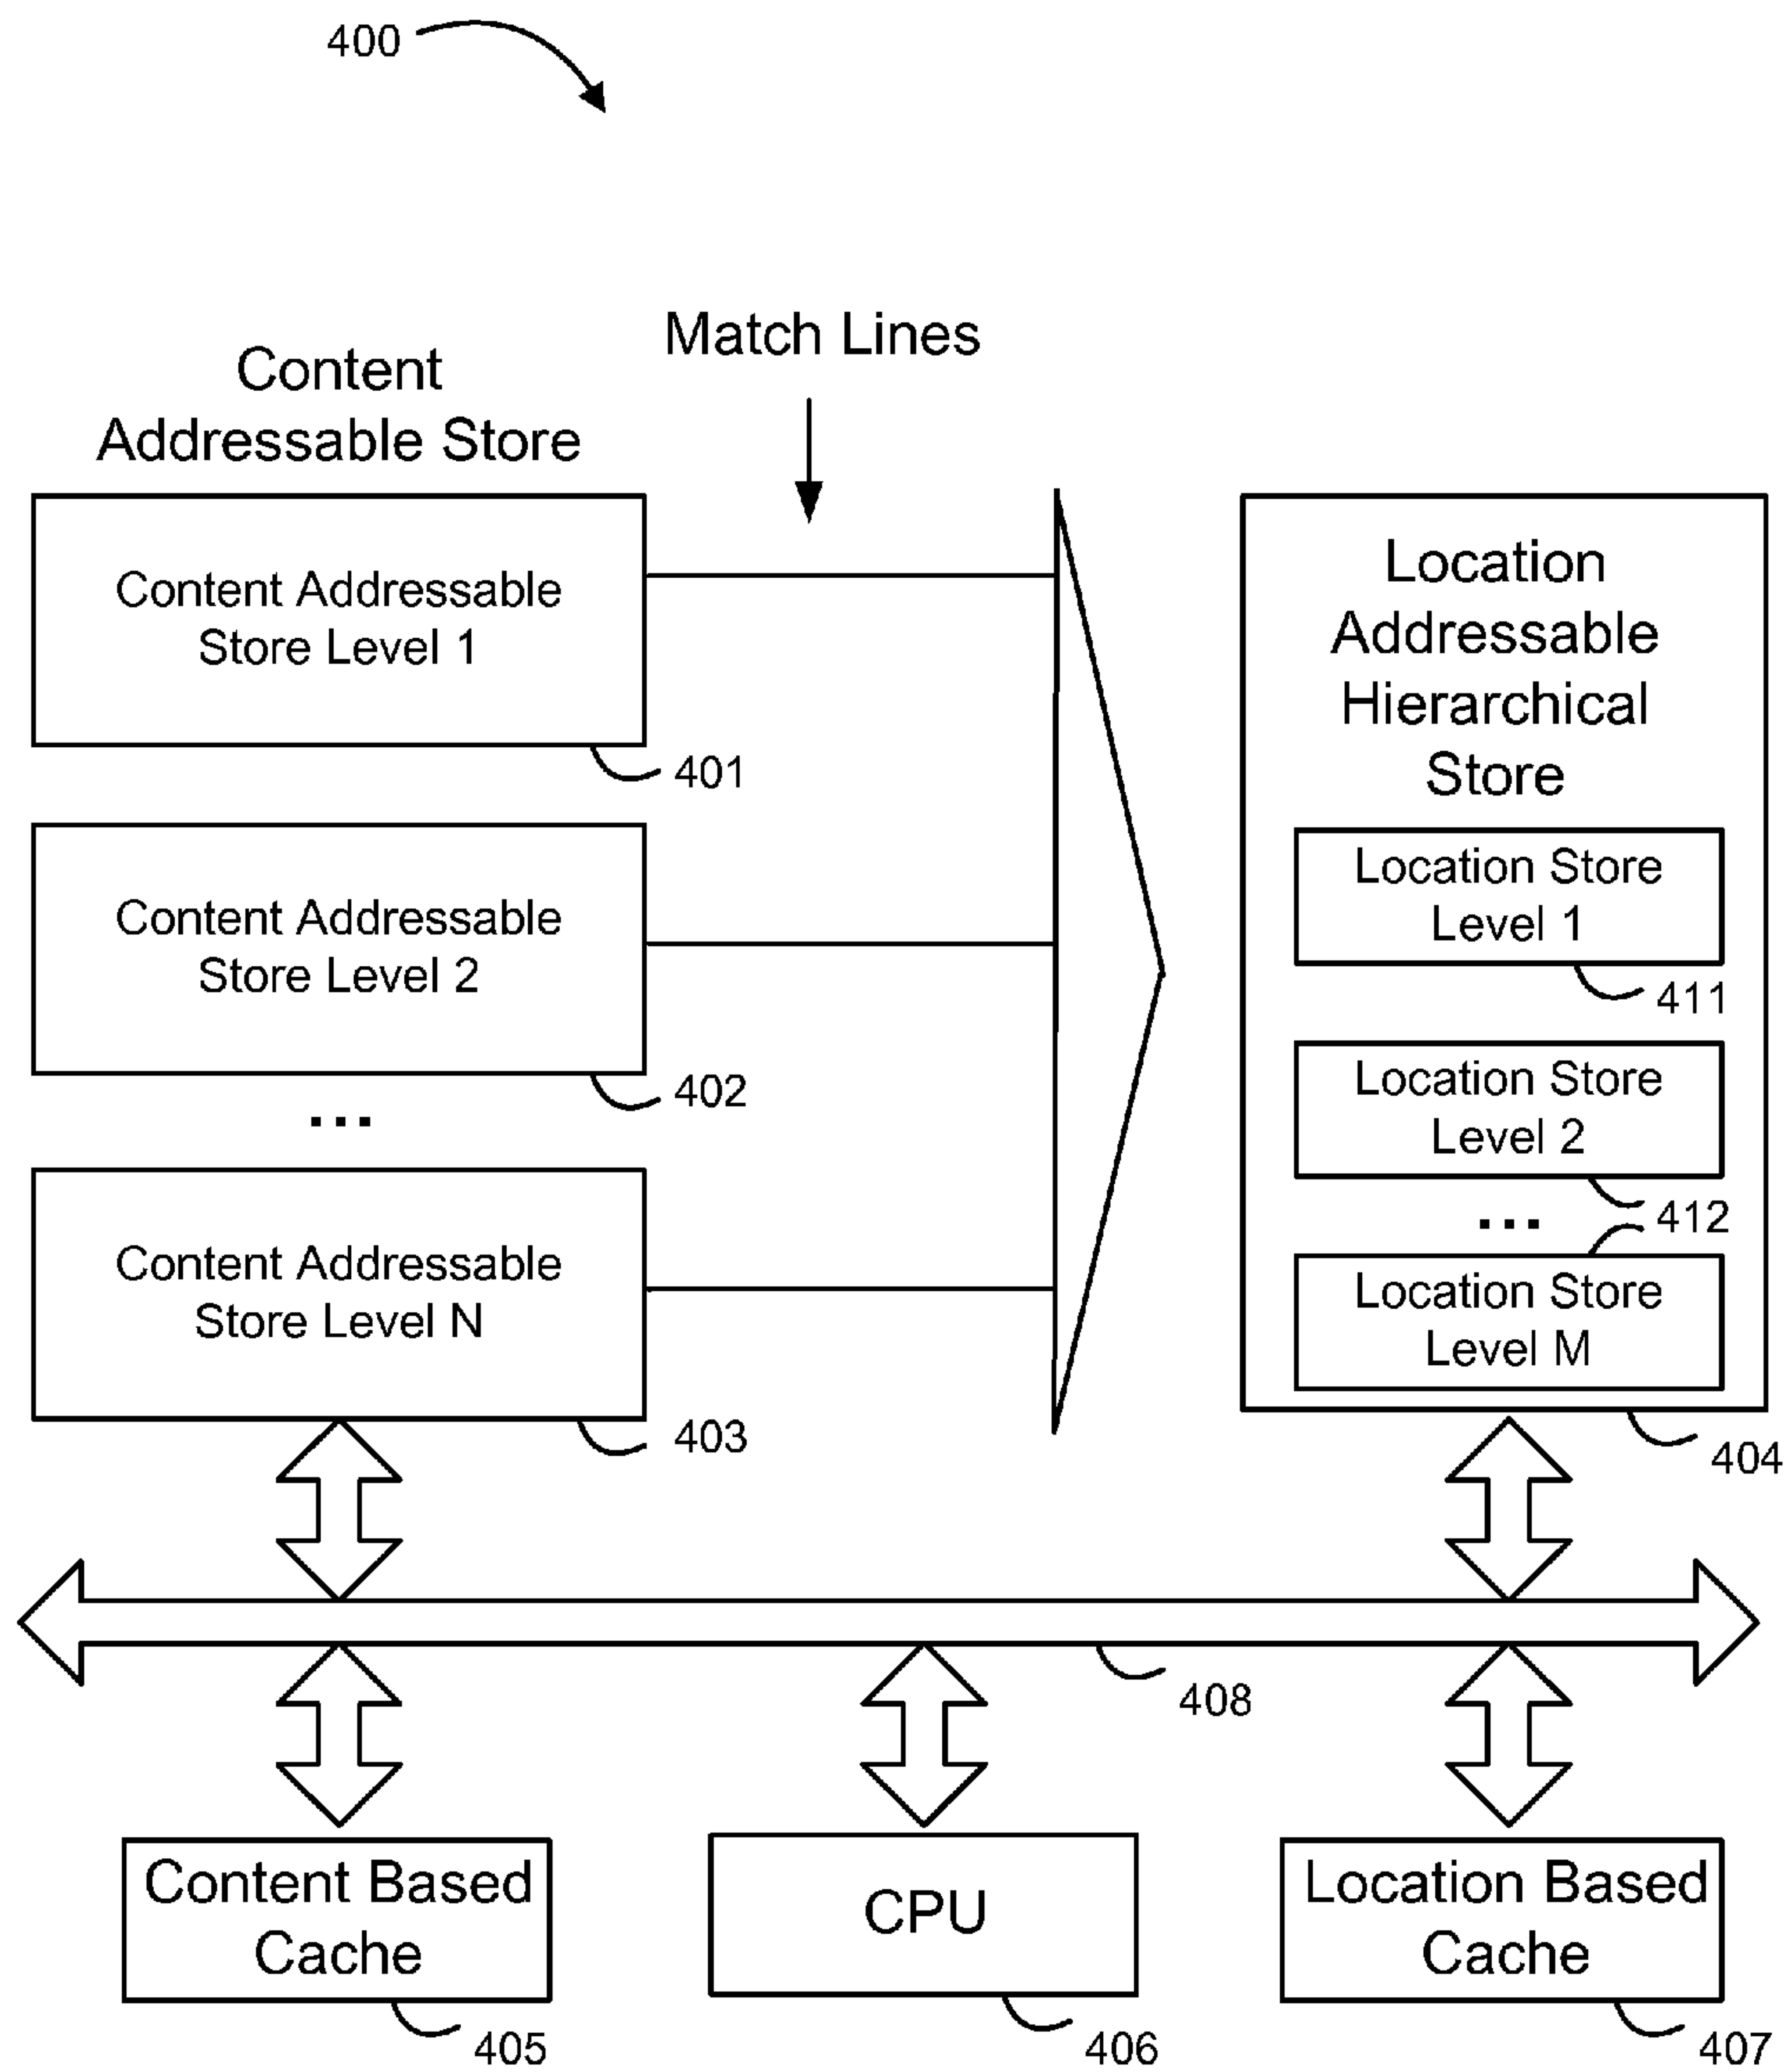 400
Match Lines
Content
Addressable Store
Content Addressable
Store Level 1
401
Content Addressable
Store Level 2
402
...
Content Addressable
Store Level N
403
Location
Addressable
Hierarchical
Store
Location Store
Level 1
411
Location Store
Level 2
412
...
Location Store
Level M
404
408
Content Based
Cache
405
CPU
406
Location Based
Cache
407